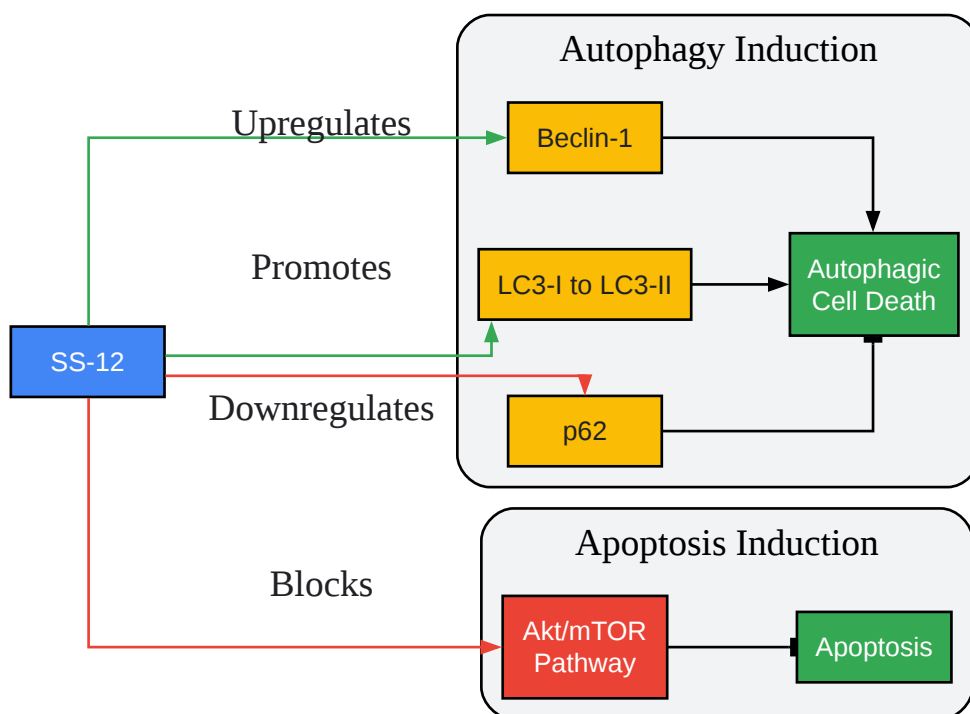 Autophagy Induction
Upregulates
Beclin-1
Promotes
LC3-I to LC3-II
Autophagic
Cell Death
SS-12
Downregulates
p62
Apoptosis Induction
Blocks
Akt/mTOR
Pathway
Apoptosis